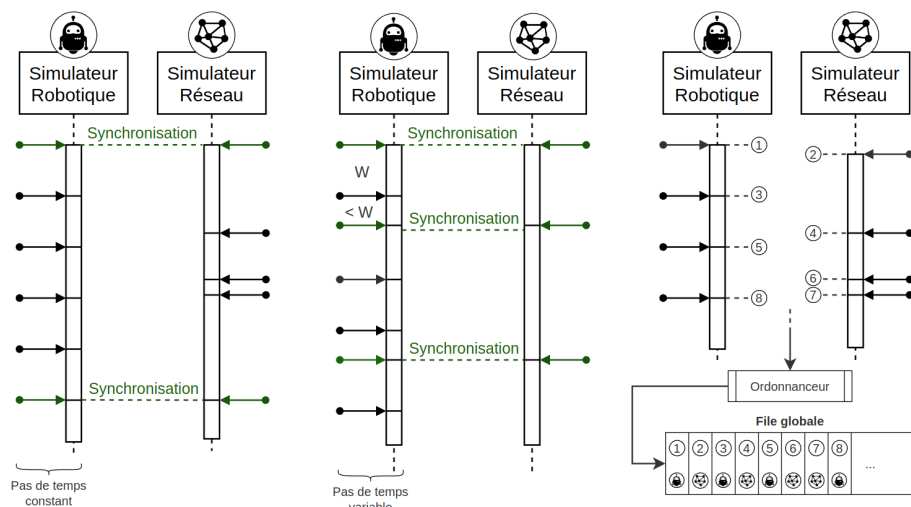 Simulateur
Robotique
Simulateur
Réseau
Synchronisation
Synchronisation
Pas de temps
constant
Simulateur
Robotique
Simulateur
Réseau
Synchronisation
W
< W
Synchronisation
Synchronisation
Pas de temps
variable
Simulateur
Robotique
Simulateur
Réseau
1
2
3
4
5
6
7
8
Ordonnanceur
File globale
1 2 3 4 5 6 7 8
...